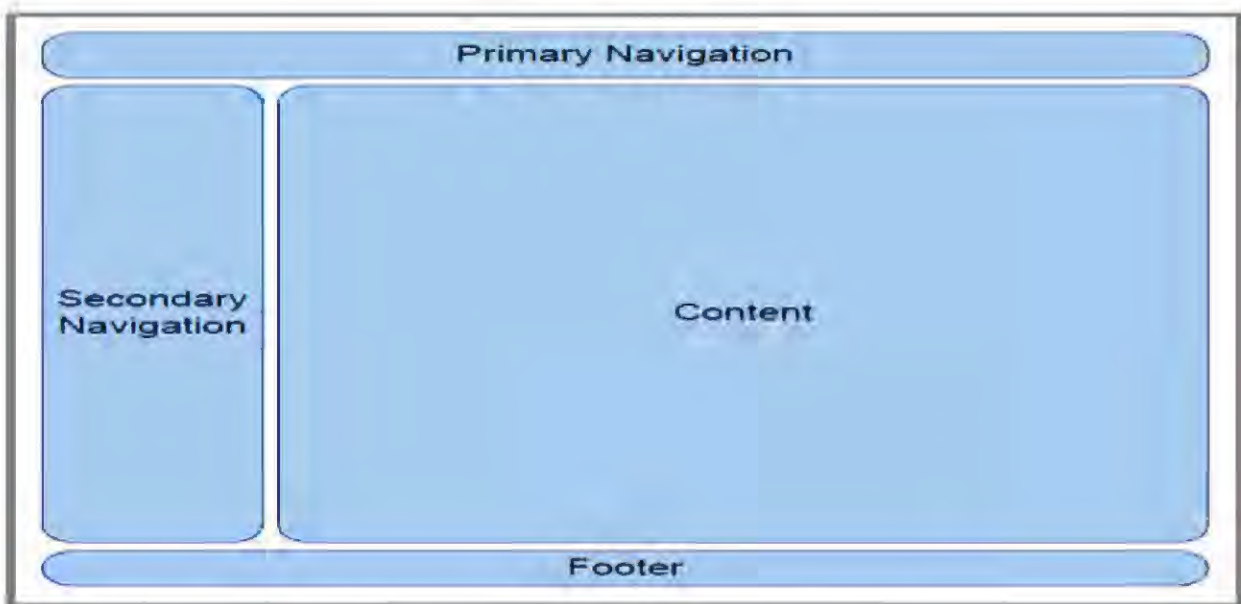 Primary Navigation
Secondary
Navigation
Content
Footer